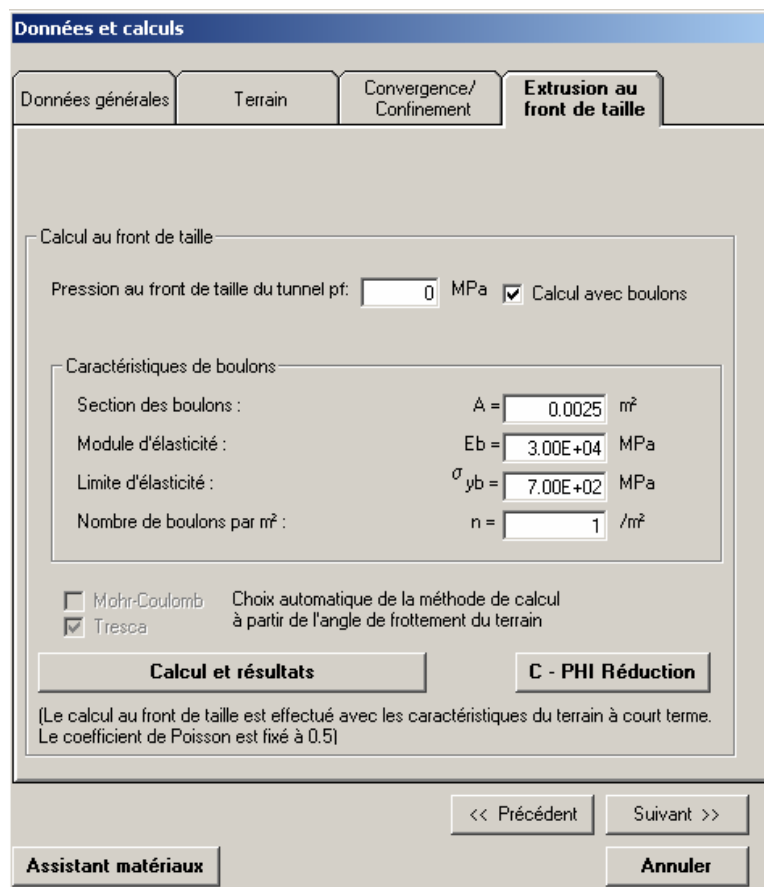 Données et calculs
Données générales
Terrain
Convergence/
Confinement
Extrusion au
front de taille
Calcul au front de taille
Pression au front de taille du tunnel pf: 0 MPa Calcul avec boulons
Caractéristiques de boulons
Section des boulons : A = 0.0025 m²
Module d'élasticité : Eb = 3.00E+04 MPa
Limite d'élasticité : σ yb = 7.00E+02 MPa
Nombre de boulons par m² : n = 1 /m²
Mohr-Coulomb Choix automatique de la méthode de calcul
Tresca à partir de l'angle de frottement du terrain
Calcul et résultats C - PHI Réduction
(Le calcul au front de taille est effectué avec les caractéristiques du terrain à court terme.
Le coefficient de Poisson est fixé à 0.5)
<< Précédent Suivant >>
Assistant matériaux Annuler